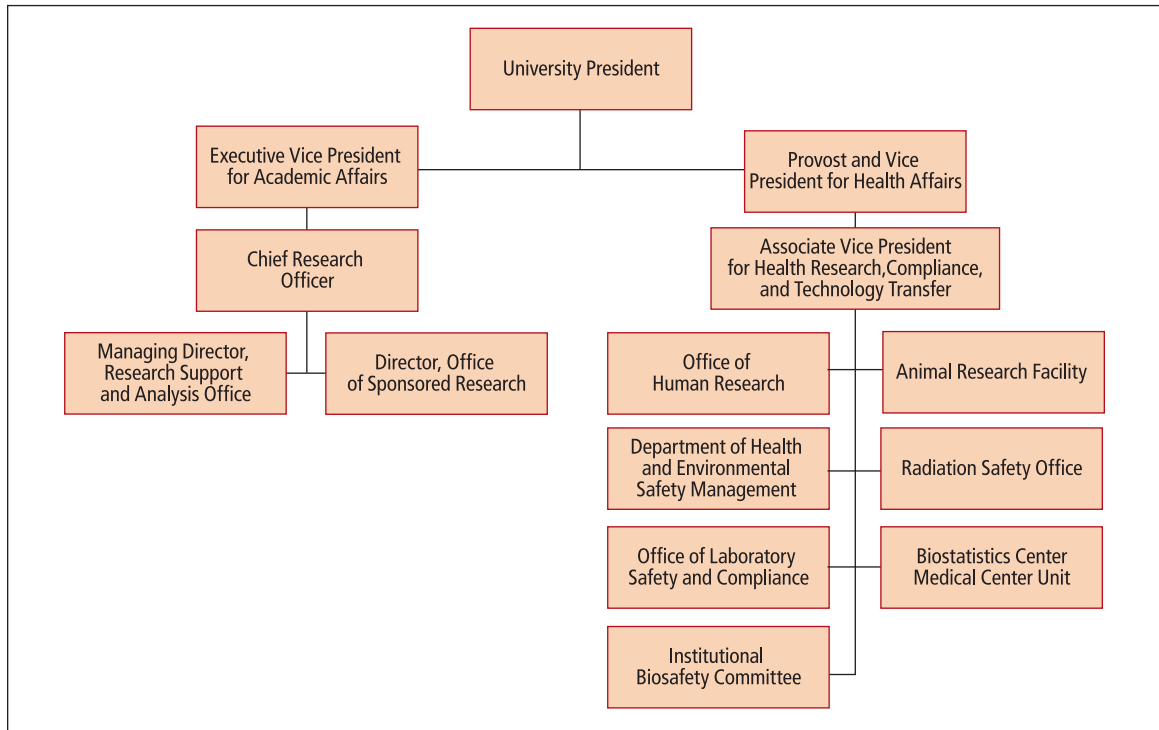 University President
Executive Vice President
for Academic Affairs
Provost and Vice
President for Health Affairs
Chief Research
Officer
Associate Vice President
for Health Research,Compliance,
and Technology Transfer
Managing Director,
Research Support
and Analysis Office
Director, Office
of Sponsored Research
Office of
Human Research
Animal Research Facility
Department of Health
and Environmental
Safety Management
Radiation Safety Office
Office of Laboratory
Safety and Compliance
Biostatistics Center
Medical Center Unit
Institutional
Biosafety Committee